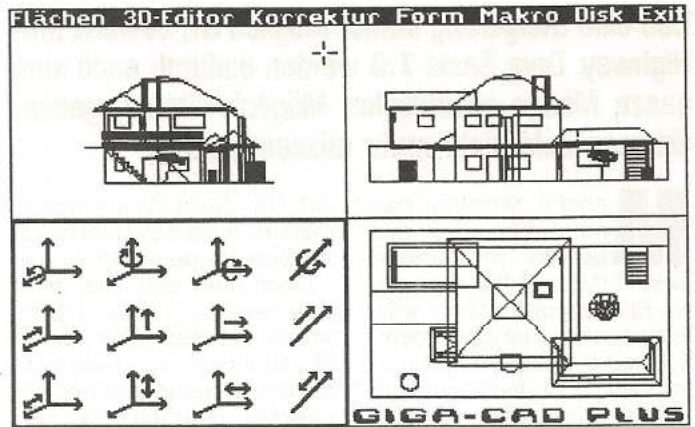 Flächen 3D-Editor Korrektur Form Makro Disk Exit
GIGA-CAD PLUS